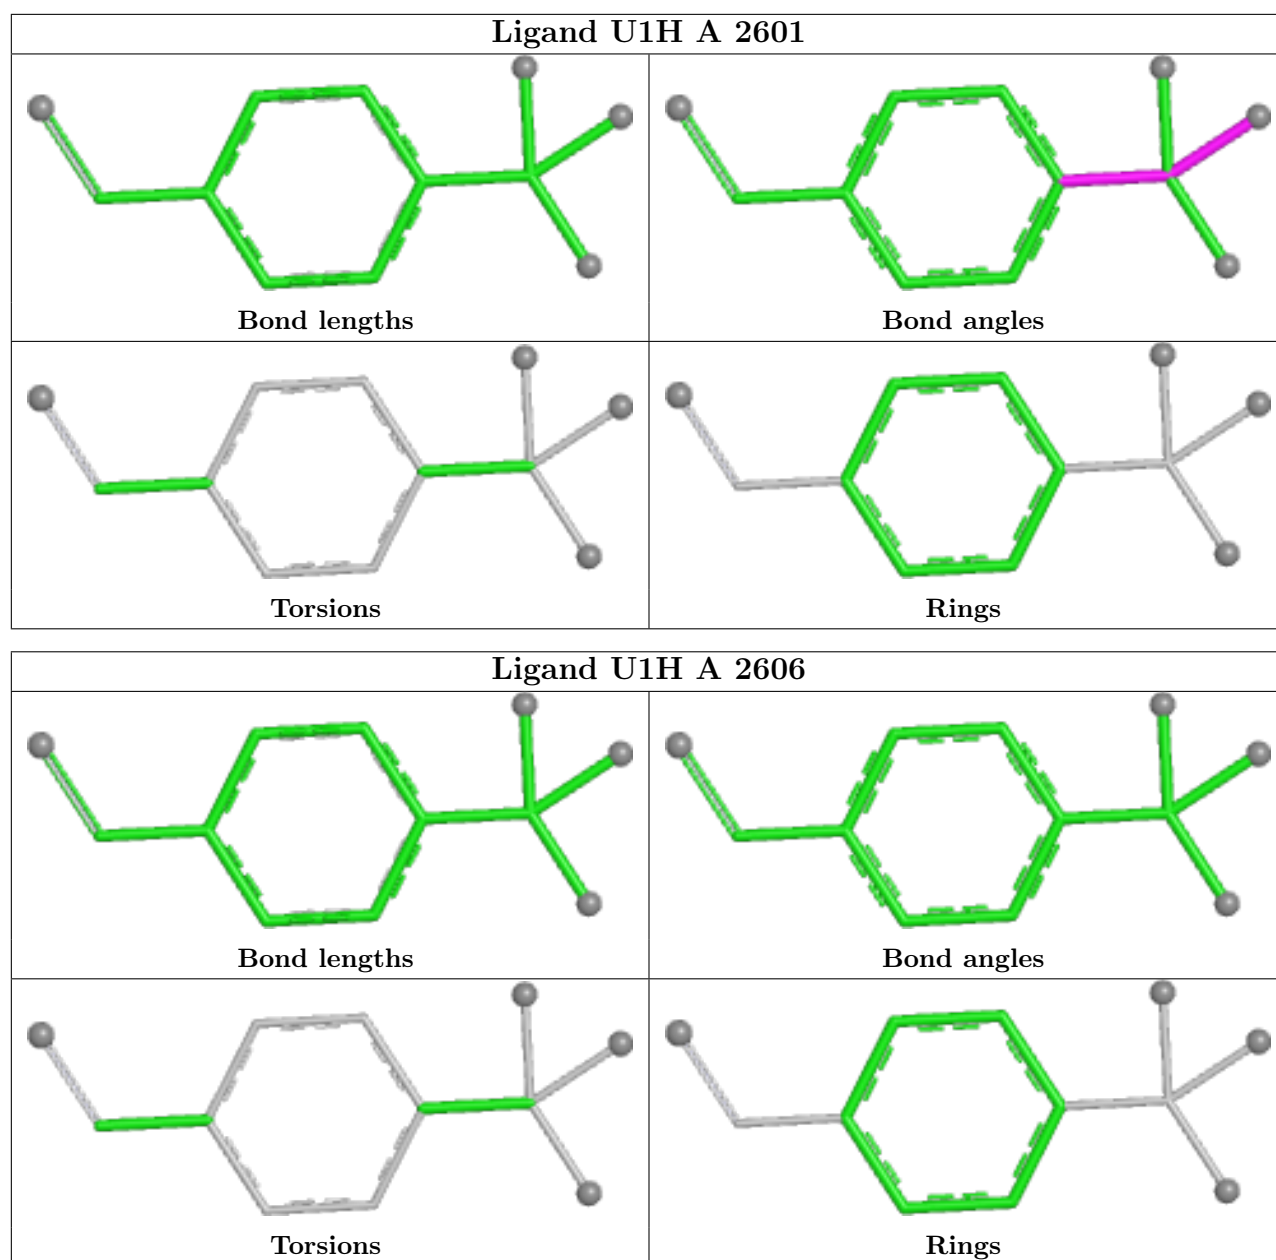 Ligand U1H A 2601
Bond lengths
Bond angles
Torsions
Rings
Ligand U1H A 2606
Bond lengths
Bond angles
Torsions
Rings